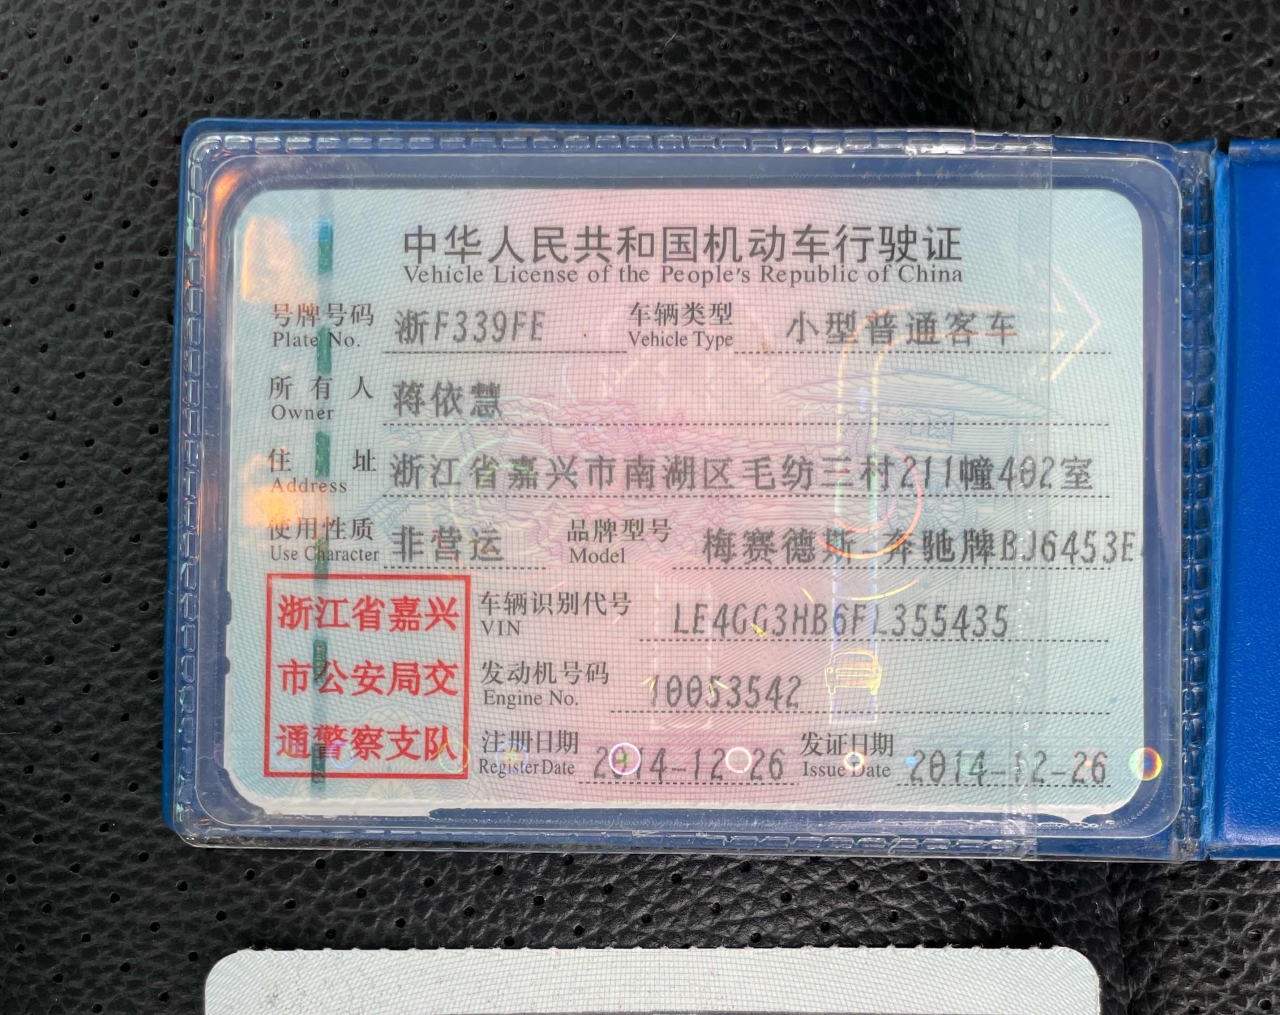 中华人民共和国机动车行驶证
Vehicle License of the People's Republic of China
号牌号码 浙F339FE 车辆类型 小型普通客车
Plate No. Vehicle Type
所有人 蒋依慧
Owner
住址 浙江省嘉兴市南湖区毛纺三村211幢402室
Address
使用性质 非营运 品牌型号 梅赛德斯-奔驰牌BJ6453E
Use Character Model
浙江省嘉兴
市公安局交
通警察支队
车辆识别代号 LE4GG3HB6FL355435
VIN
发动机号码 10053542
Engine No.
注册日期 2014-12-26 发证日期 2014-12-26
Register Date Issue Date